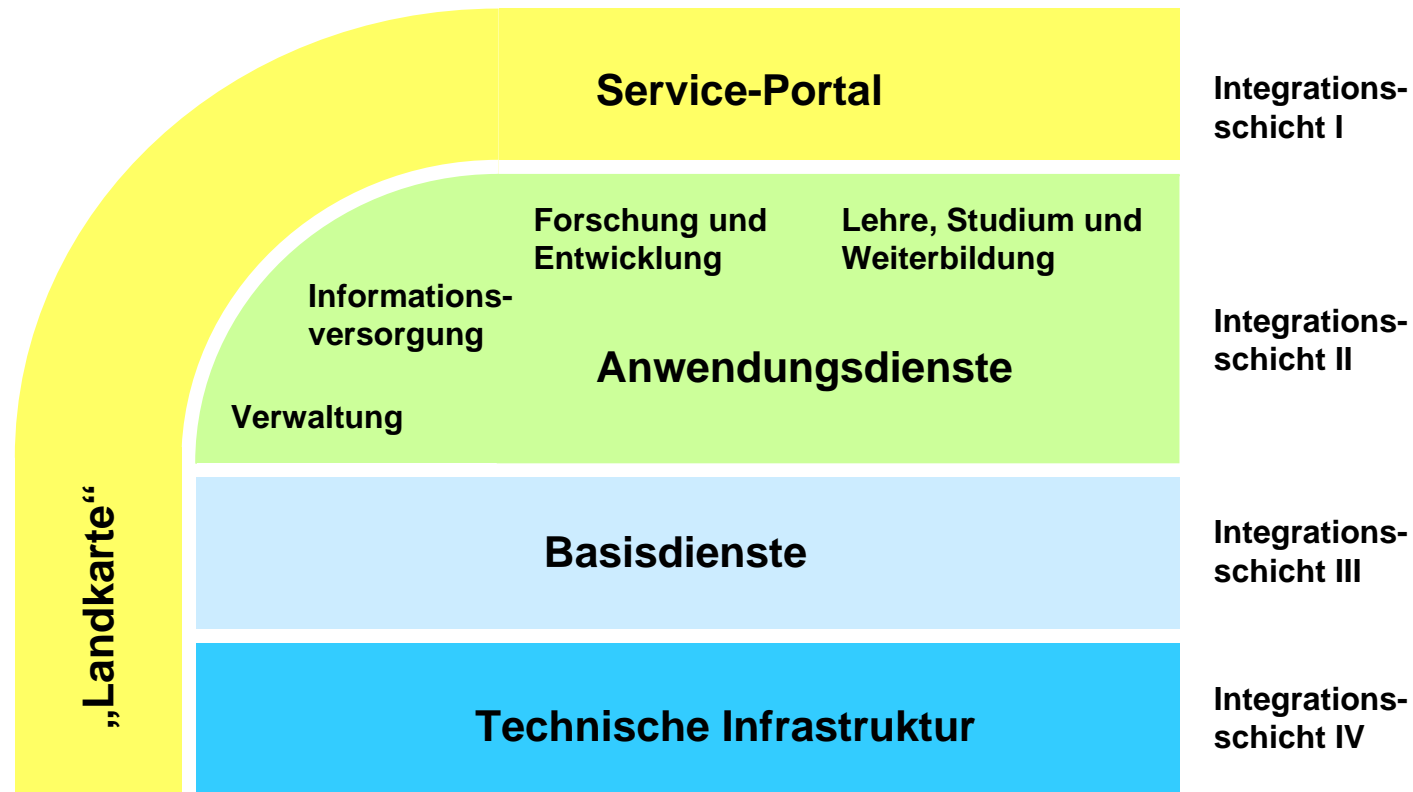 Service-Portal
Integrations-
schicht I
Forschung und
Entwicklung
Lehre, Studium und
Weiterbildung
Informations-
versorgung
Anwendungsdienste
Verwaltung
Integrations-
schicht II
Basisdienste
Integrations-
schicht III
Technische Infrastruktur
Integrations-
schicht IV
„Landkarte“